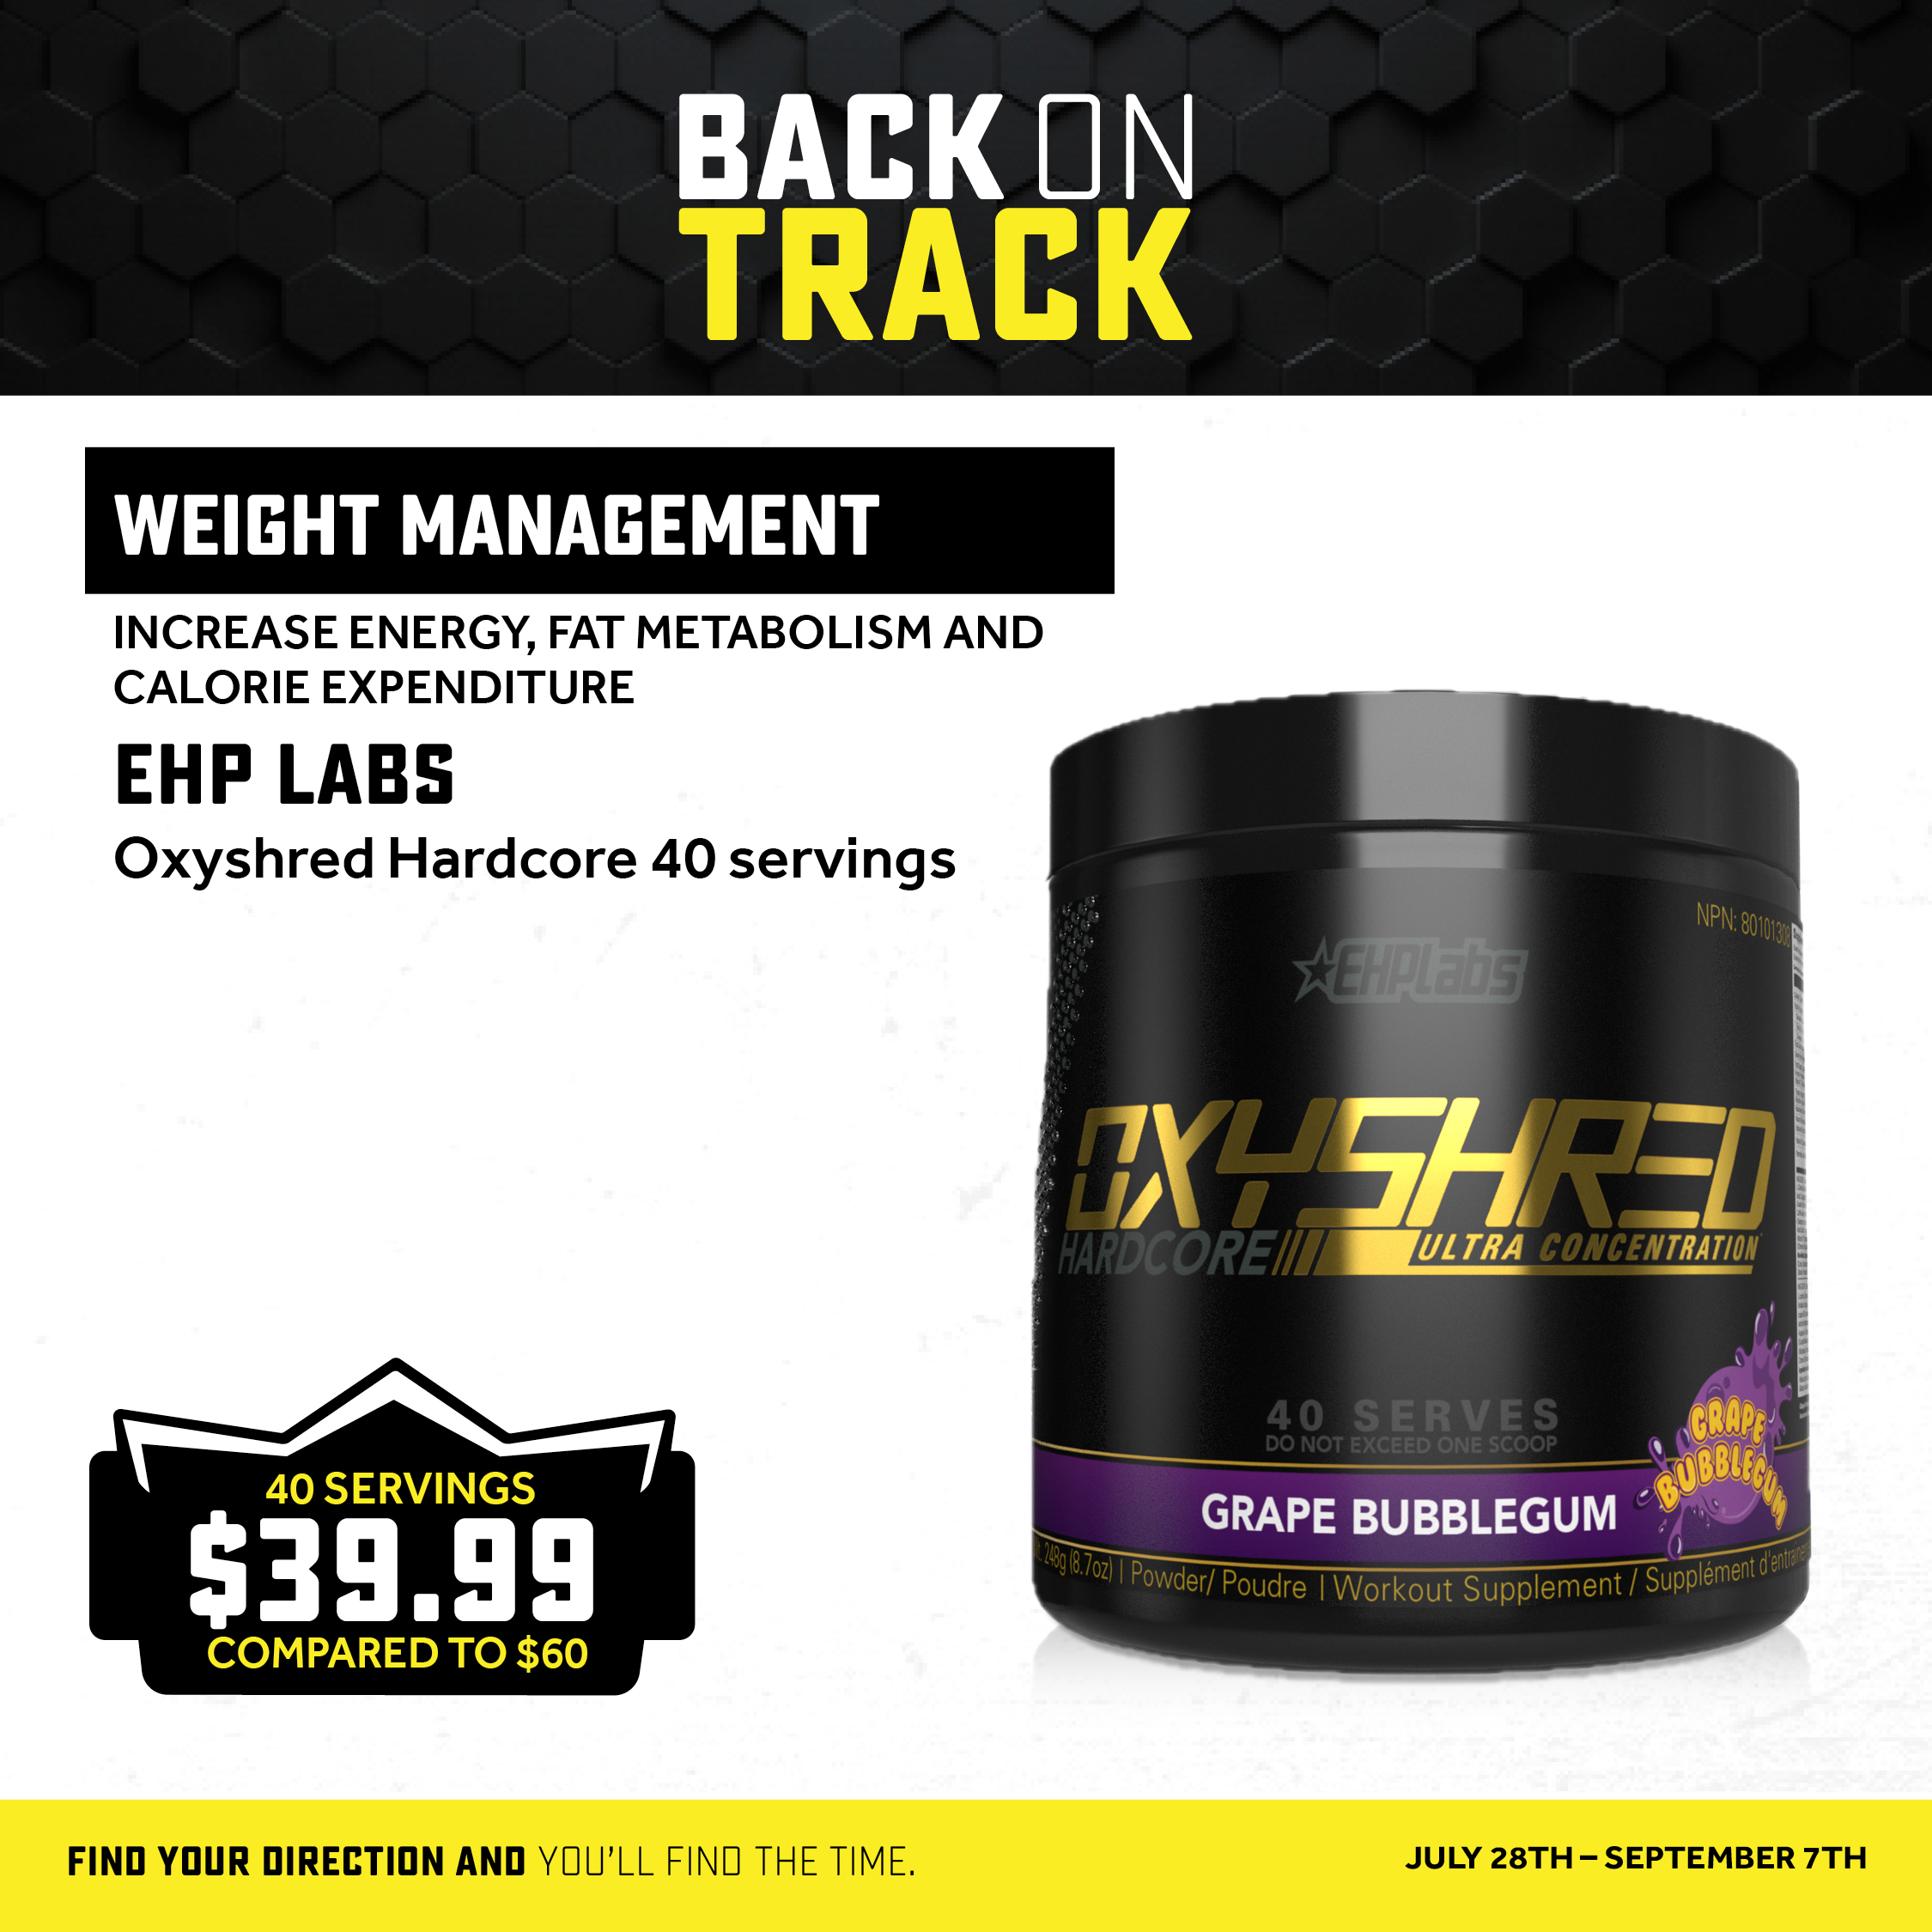 BACK ON
TRACK
WEIGHT MANAGEMENT
INCREASE ENERGY, FAT METABOLISM AND
CALORIE EXPENDITURE
EHP LABS
Oxyshred Hardcore 40 servings
NPN: 80101308
EHPLabs
OXYSHRED
HARDCORE ULTRA CONCENTRATION
40 SERVES
DO NOT EXCEED ONE SCOOP
GRAPE
BUBBLEGUM
GRAPE BUBBLEGUM
248g (8.7oz) | Powder/ Poudre | Workout Supplement / Supplément
40 SERVINGS
$39.99
COMPARED TO $60
FIND YOUR DIRECTION AND YOU'LL FIND THE TIME.
JULY 28TH – SEPTEMBER 7TH